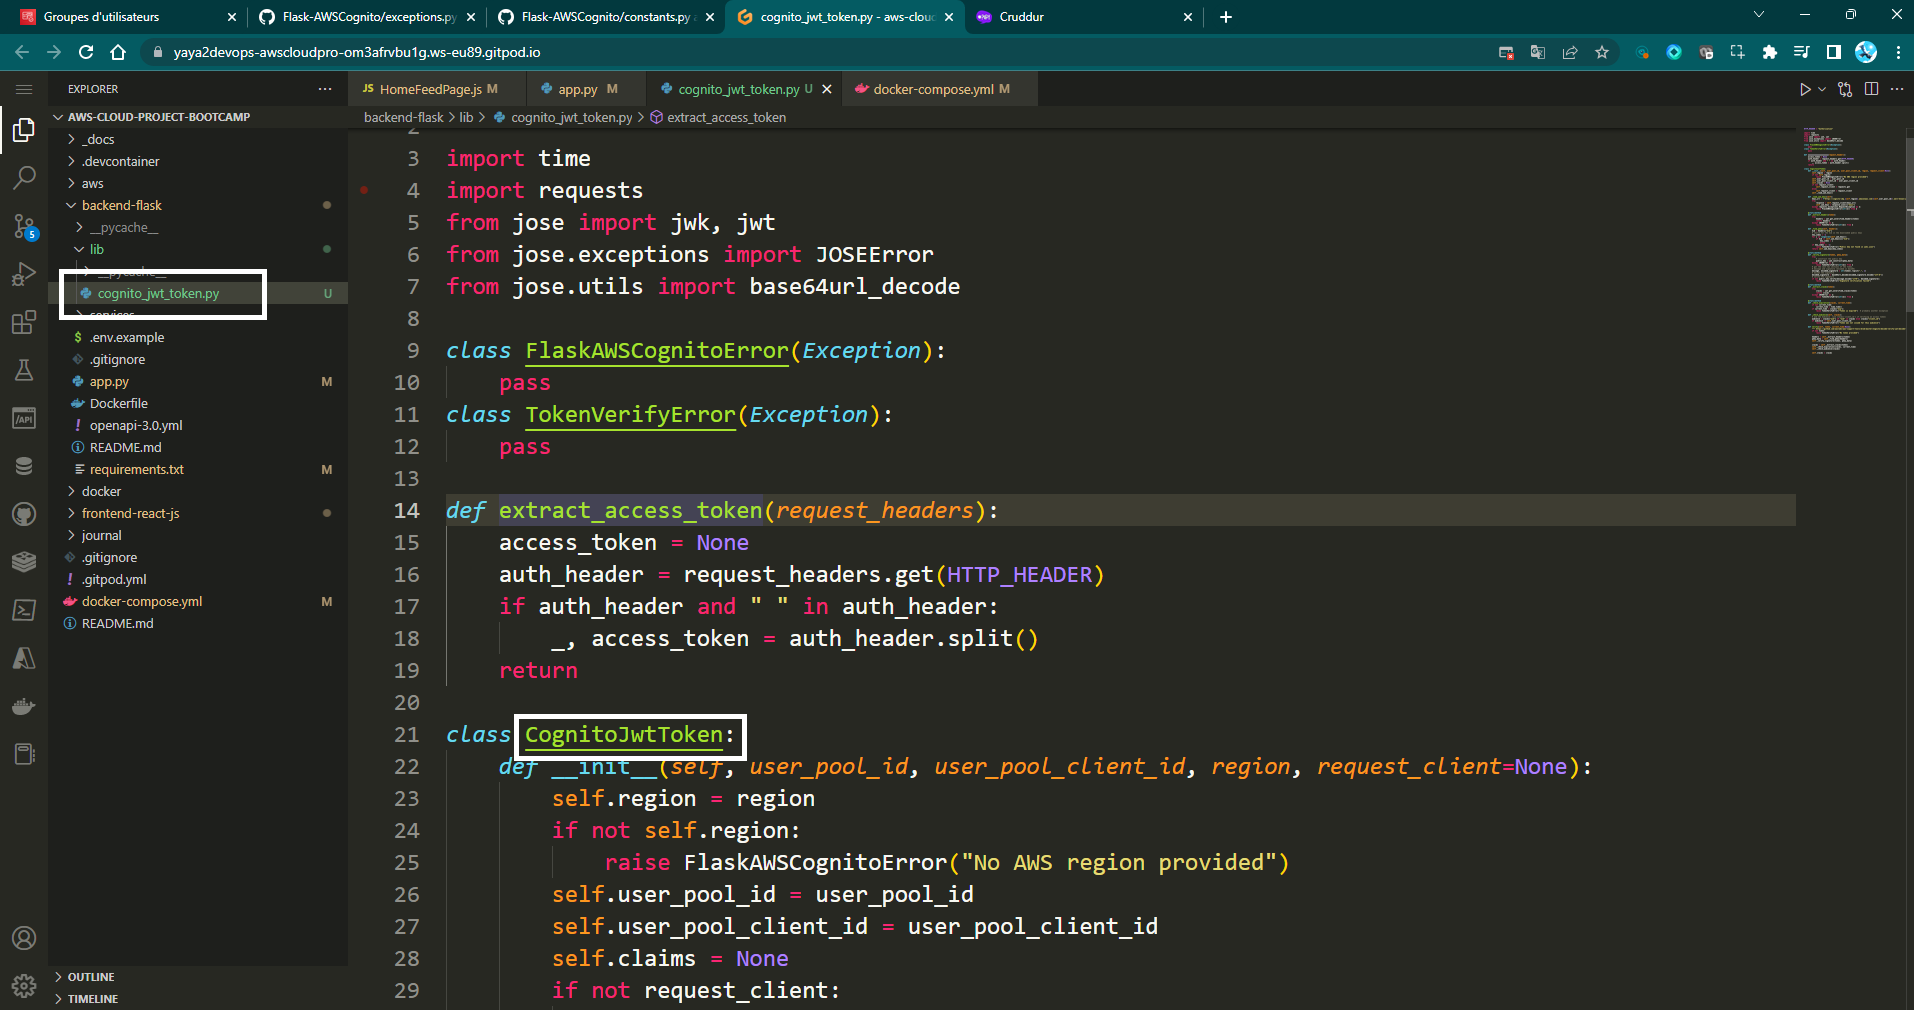 Groupes d'utilisateurs
Flask-AWSCognito/exceptions.py
Flask-AWSCognito/constants.py a
cognito_jwt_token.py - aws-cloud
Cruddur
yaya2devops-awscloudpro-om3afrvbu1g.ws-eu89.gitpod.io
EXPLORER
JS HomeFeedPage.js M
app.py M
cognito_jwt_token.py U
docker-compose.yml M
backend-flask > lib > cognito_jwt_token.py > extract_access_token
AWS-CLOUD-PROJECT-BOOTCAMP
_docs
.devcontainer
aws
backend-flask
__pycache__
lib
__pycache__
cognito_jwt_token.py U
services
$ .env.example
.gitignore
app.py M
Dockerfile
! openapi-3.0.yml
README.md
requirements.txt M
docker
frontend-react-js
journal
.gitignore
! .gitpod.yml
docker-compose.yml M
README.md
OUTLINE
TIMELINE
5
/API
2
3 import time
4 import requests
5 from jose import jwk, jwt
6 from jose.exceptions import JOSEError
7 from jose.utils import base64url_decode
8
9 class FlaskAWSCognitoError(Exception):
10 pass
11 class TokenVerifyError(Exception):
12 pass
13
14 def extract_access_token(request_headers):
15 access_token = None
16 auth_header = request_headers.get(HTTP_HEADER)
17 if auth_header and " " in auth_header:
18 _, access_token = auth_header.split()
19 return
20
21 class CognitoJwtToken:
22 def __init__(self, user_pool_id, user_pool_client_id, region, request_client=None):
23 self.region = region
24 if not self.region:
25 raise FlaskAWSCognitoError("No AWS region provided")
26 self.user_pool_id = user_pool_id
27 self.user_pool_client_id = user_pool_client_id
28 self.claims = None
29 if not request_client: